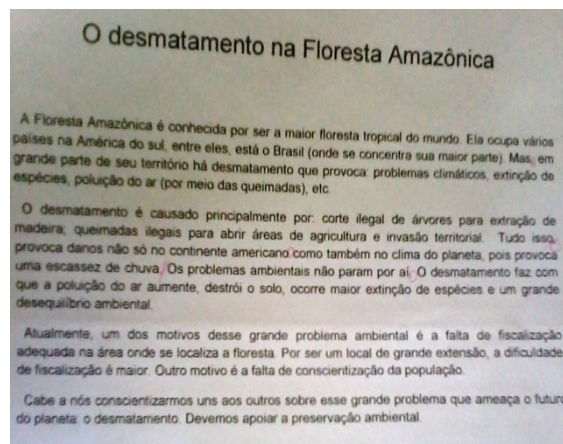 O desmatamento na Floresta Amazônica
A Floresta Amazônica é conhecida por ser a maior floresta tropical do mundo. Ela ocupa vários
países na América do sul, entre eles, está o Brasil (onde se concentra sua maior parte). Mas, em
grande parte de seu território há desmatamento que provoca: problemas climáticos, extinção de
espécies, poluição do ar (por meio das queimadas), etc.
O desmatamento é causado principalmente por: corte ilegal de árvores para extração de
madeira; queimadas ilegais para abrir áreas de agricultura e invasão territorial. Tudo isso
provoca danos não só no continente americano como também no clima do planeta, pois provoca
uma escassez de chuva. Os problemas ambientais não param por aí. O desmatamento faz com
que a poluição do ar aumente, destrói o solo, ocorre maior extinção de espécies e um grande
desequilíbrio ambiental.
Atualmente, um dos motivos desse grande problema ambiental é a falta de fiscalização
adequada na área onde se localiza a floresta. Por ser um local de grande extensão, a dificuldade
de fiscalização é maior. Outro motivo é a falta de conscientização da população.
Cabe a nós conscientizarmos uns aos outros sobre esse grande problema que ameaça o futuro
do planeta: o desmatamento. Devemos apoiar a preservação ambiental.